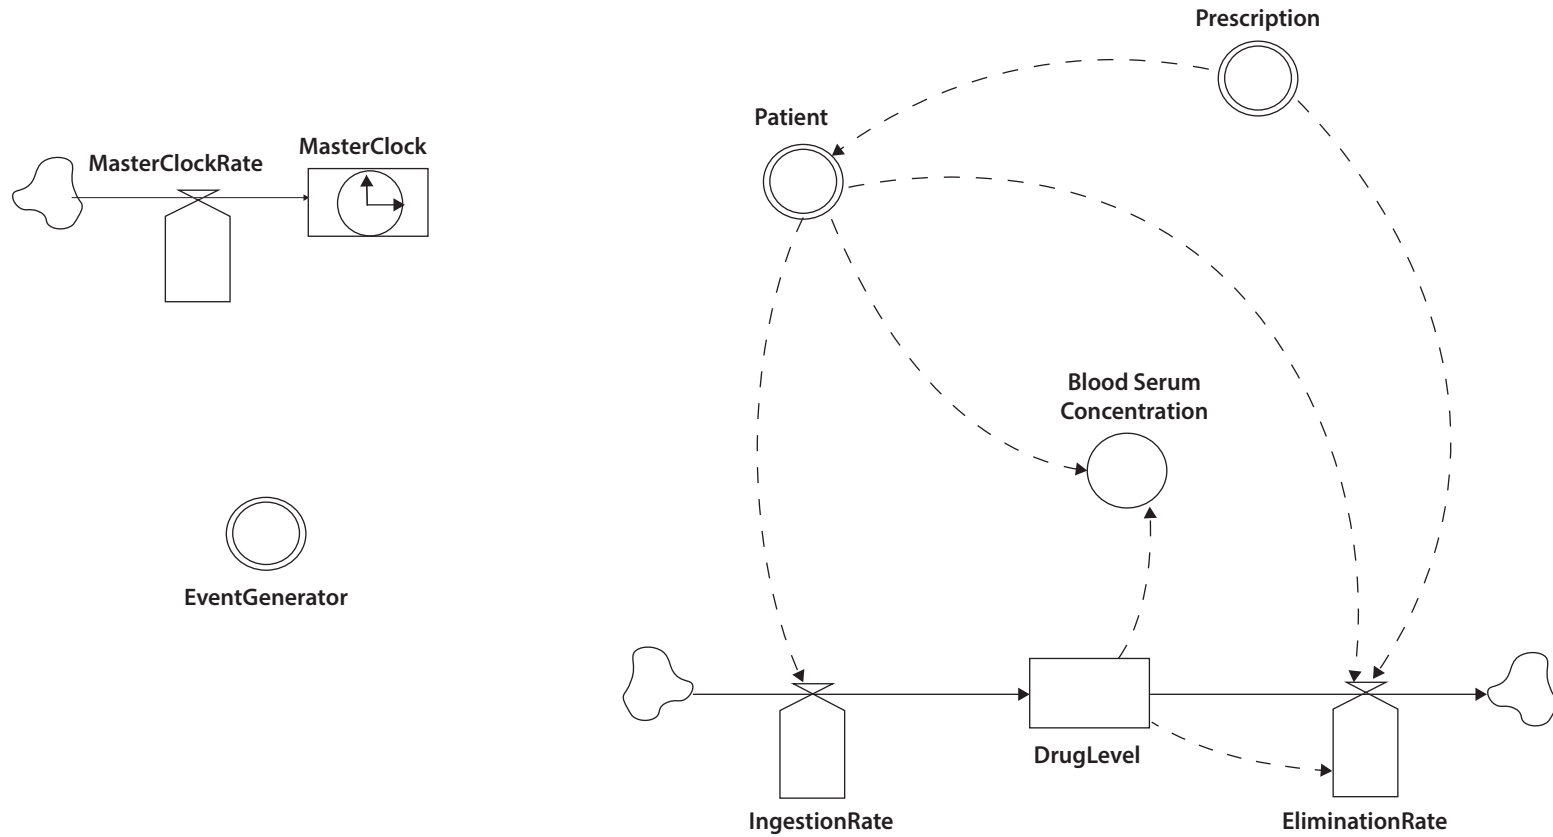 Prescription
Patient
MasterClock
MasterClockRate
Blood Serum
Concentration
EventGenerator
DrugLevel
IngestionRate
EliminationRate